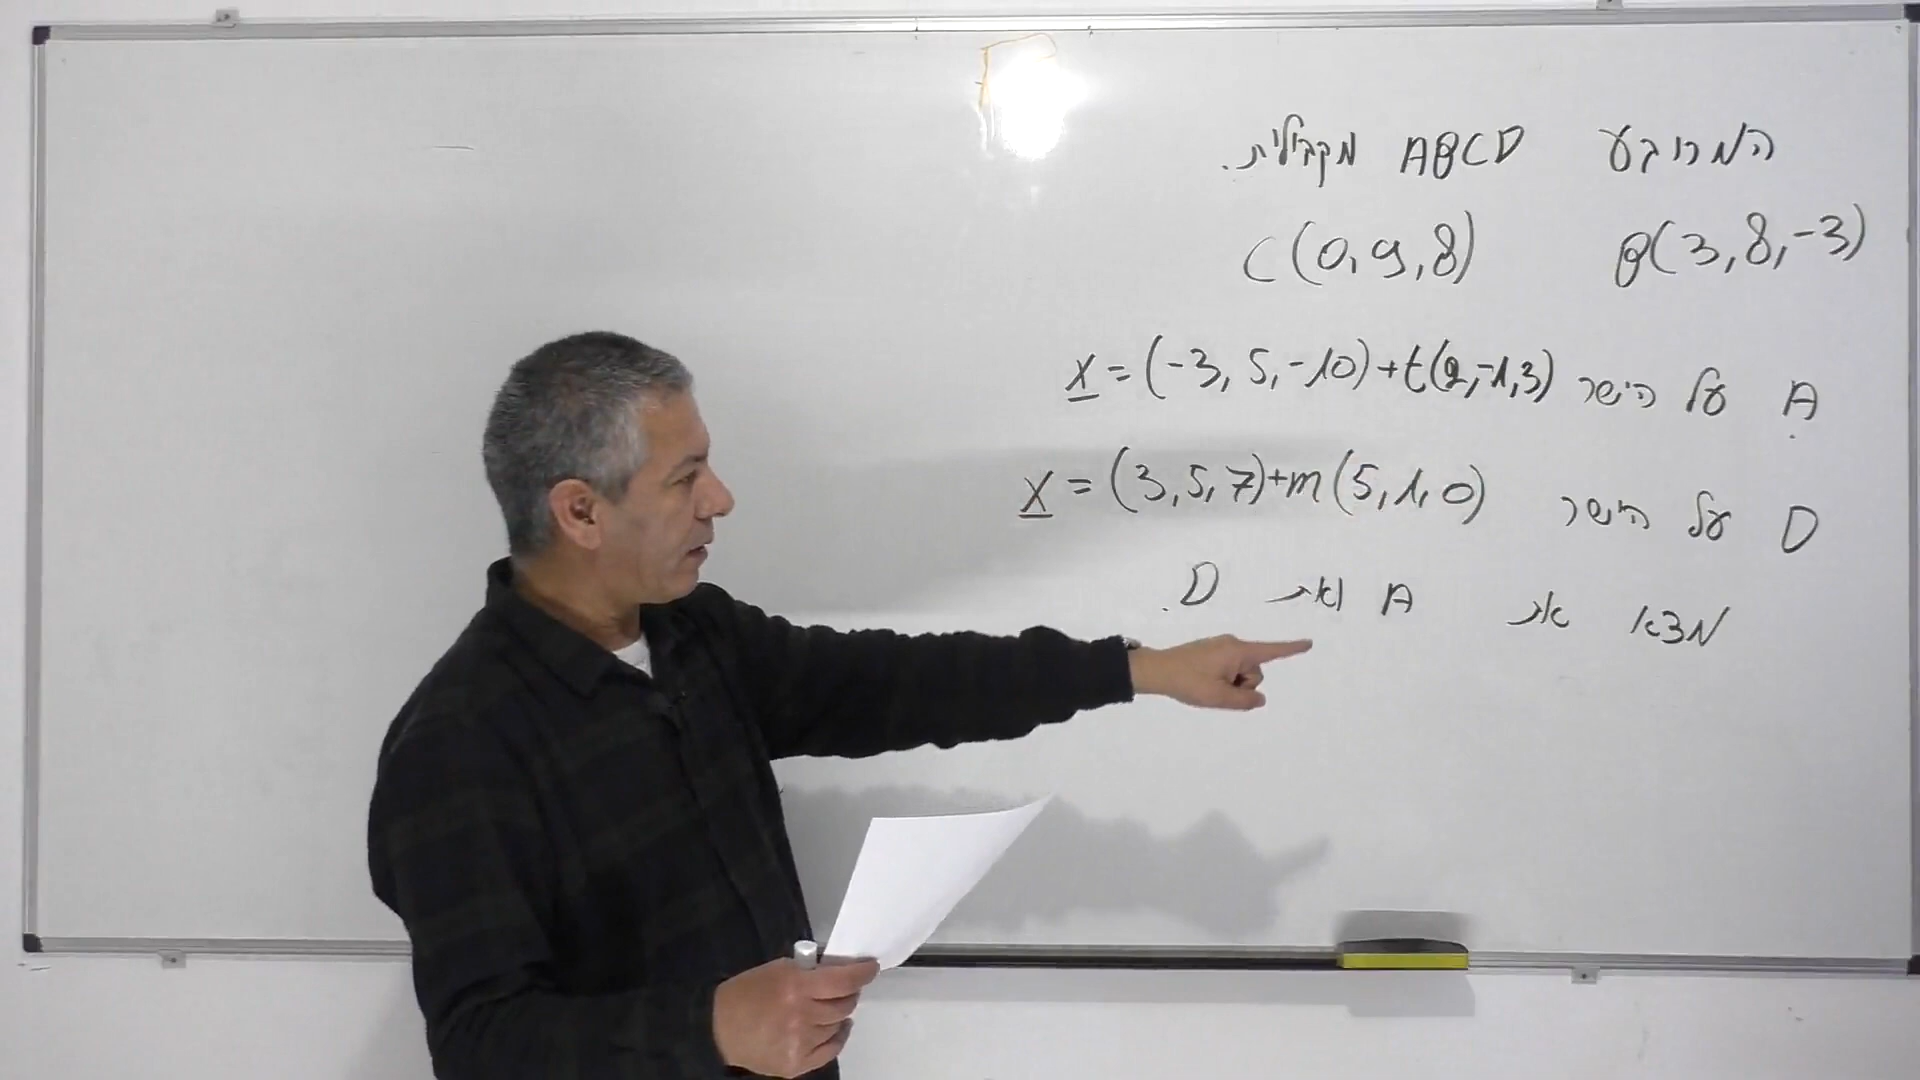 המרובע ABCD מקבילית.
B(3,8,-3) C(0,9,8)
A על הישר x=(-3,5,-10)+t(2,-1,3)
D על הישר x=(3,5,7)+m(5,1,0)
מצא את A ואת D.